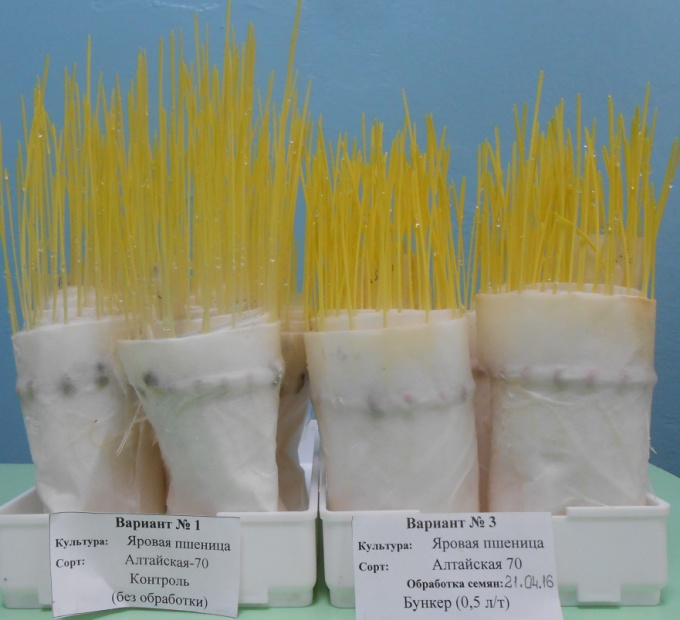 Вариант № 1
Культура: Яровая пшеница
Сорт: Алтайская-70
Контроль
(без обработки)
Вариант № 3
Культура: Яровая пшеница
Сорт: Алтайская 70
Обработка семян: 21.04.16
Бункер (0,5 л/т)